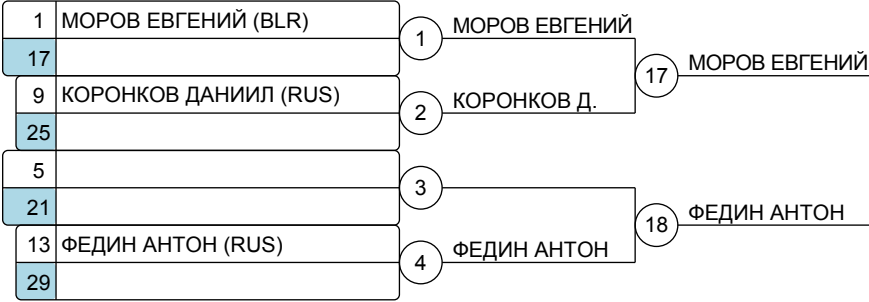 1 МОРОВ ЕВГЕНИЙ (BLR)
17
1 МОРОВ ЕВГЕНИЙ
9 КОРОНКОВ ДАНИИЛ (RUS)
25
2 КОРОНКОВ Д.
17 МОРОВ ЕВГЕНИЙ
5
21
3
13 ФЕДИН АНТОН (RUS)
29
4 ФЕДИН АНТОН
18 ФЕДИН АНТОН